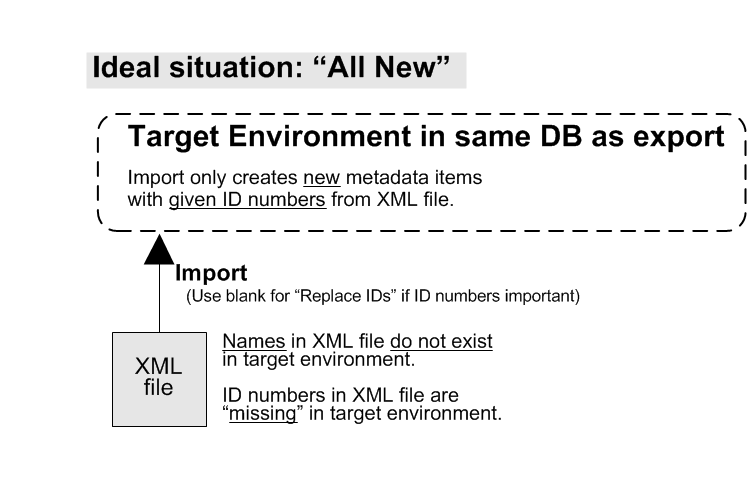 Ideal situation: “All New”
Target Environment in same DB as export
Import only creates new metadata items
with given ID numbers from XML file.
Import
(Use blank for “Replace IDs” if ID numbers important)
XML
file
Names in XML file do not exist
in target environment.
ID numbers in XML file are
“missing” in target environment.